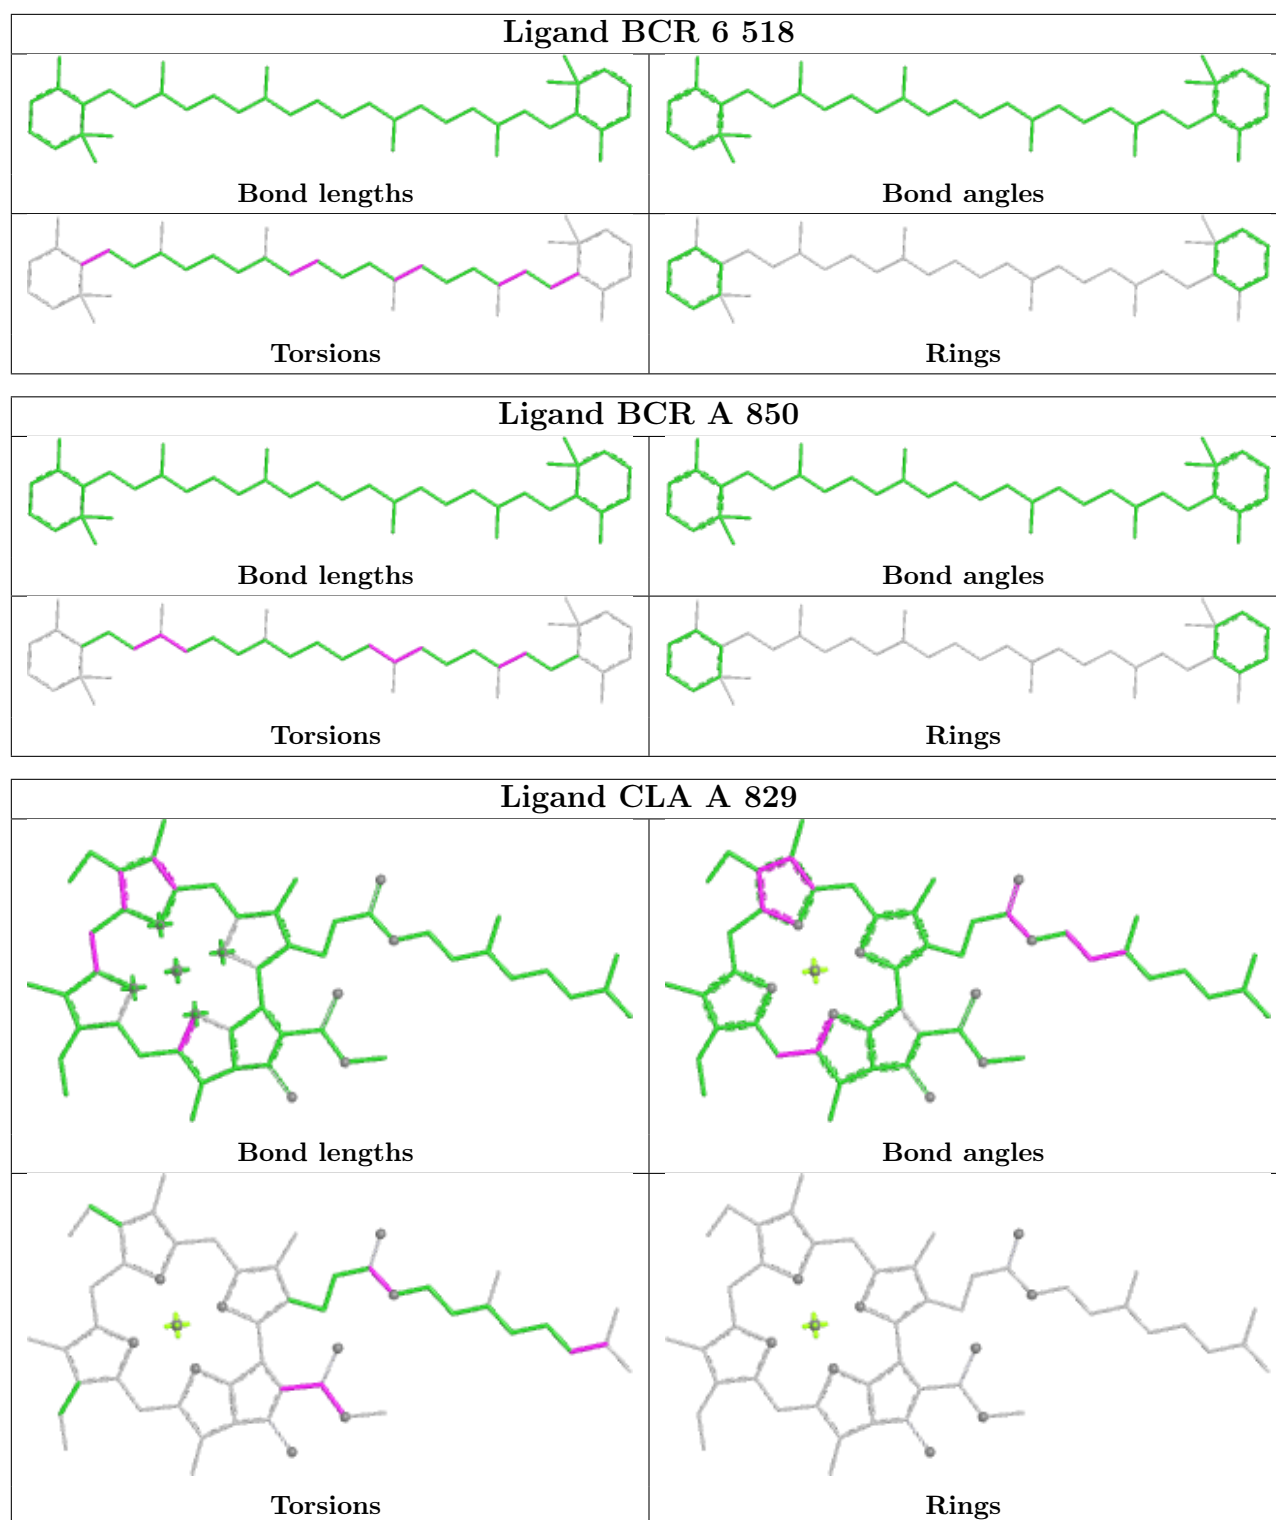 Ligand BCR 6 518
Bond lengths
Bond angles
Torsions
Rings
Ligand BCR A 850
Bond lengths
Bond angles
Torsions
Rings
Ligand CLA A 829
Bond lengths
Bond angles
Torsions
Rings